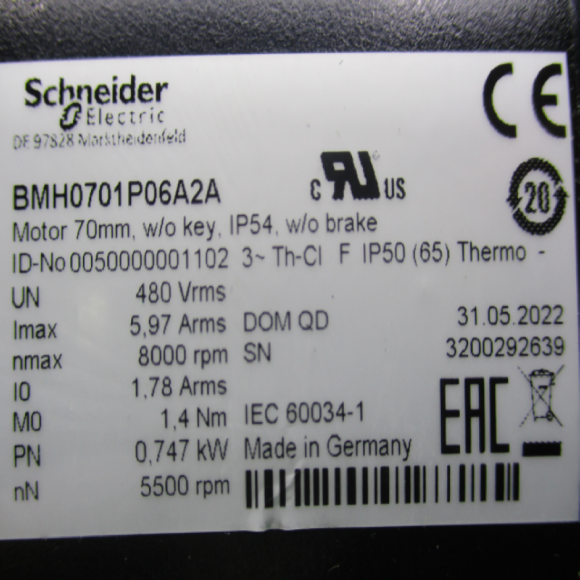 Schneider
Electric
DE 97828 Marktheidenfeld
CE
BMH0701P06A2A
c RU US
20
Motor 70mm, w/o key, IP54, w/o brake
ID-No 0050000001102 3~ Th-Cl F IP50 (65) Thermo -
UN 480 Vrms
Imax 5,97 Arms DOM QD 31.05.2022
nmax 8000 rpm SN 3200292639
I0 1,78 Arms
M0 1,4 Nm IEC 60034-1 EAC
PN 0,747 kW Made in Germany
nN 5500 rpm